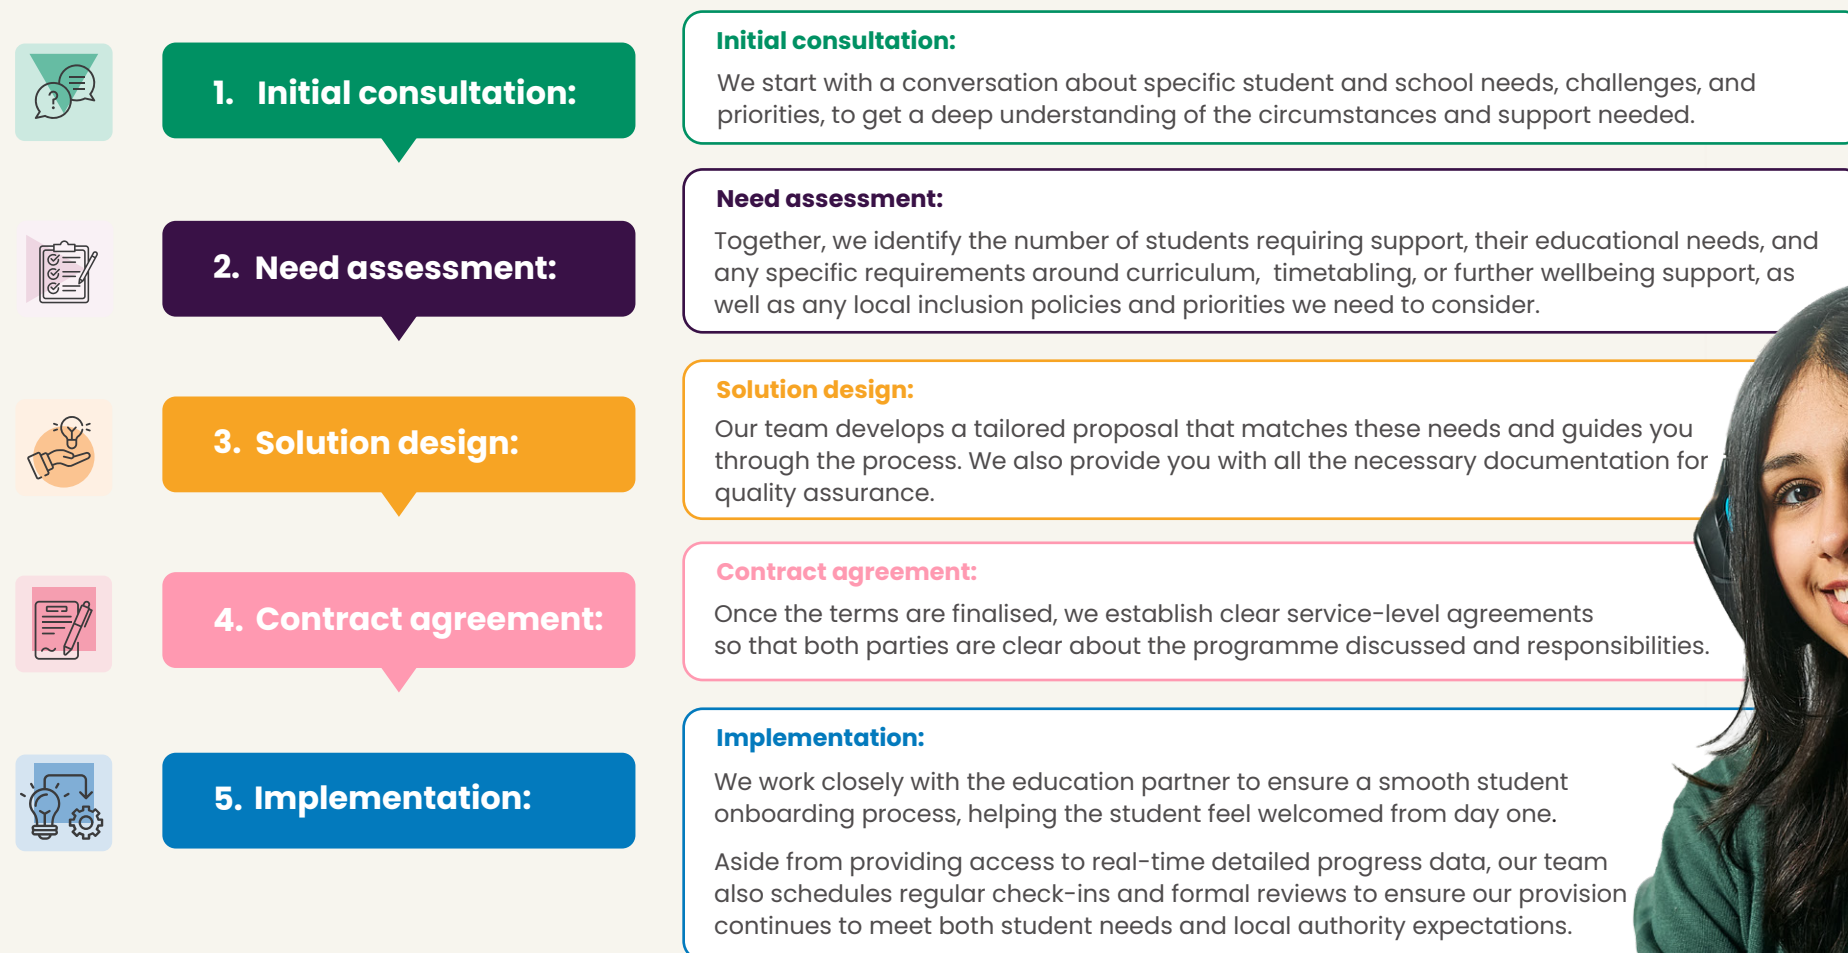 1. Initial consultation:
Initial consultation:
We start with a conversation about specific student and school needs, challenges, and
priorities, to get a deep understanding of the circumstances and support needed.
2. Need assessment:
Need assessment:
Together, we identify the number of students requiring support, their educational needs, and
any specific requirements around curriculum, timetabling, or further wellbeing support, as
well as any local inclusion policies and priorities we need to consider.
3. Solution design:
Solution design:
Our team develops a tailored proposal that matches these needs and guides you
through the process. We also provide you with all the necessary documentation for
quality assurance.
4. Contract agreement:
Contract agreement:
Once the terms are finalised, we establish clear service-level agreements
so that both parties are clear about the programme discussed and responsibilities.
5. Implementation:
Implementation:
We work closely with the education partner to ensure a smooth student
onboarding process, helping the student feel welcomed from day one.
Aside from providing access to real-time detailed progress data, our team
also schedules regular check-ins and formal reviews to ensure our provision
continues to meet both student needs and local authority expectations.